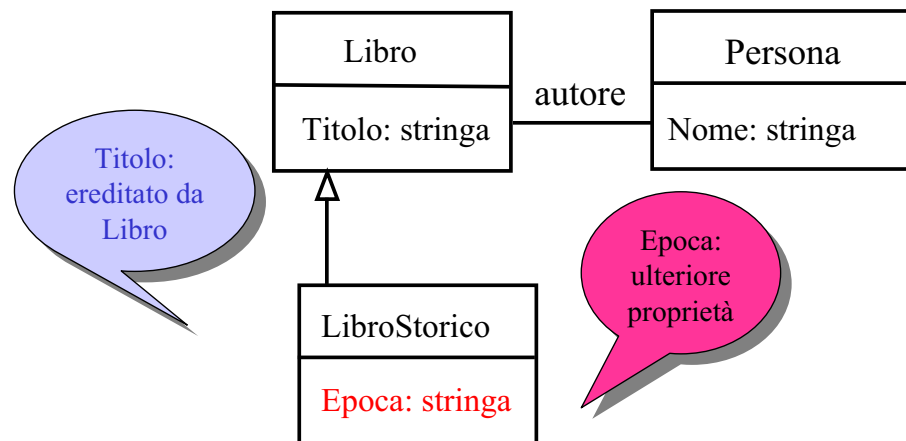 Libro
Titolo: stringa
autore
Persona
Nome: stringa
Titolo:
ereditato da
Libro
Epoca:
ulteriore
proprietà
LibroStorico
Epoca: stringa